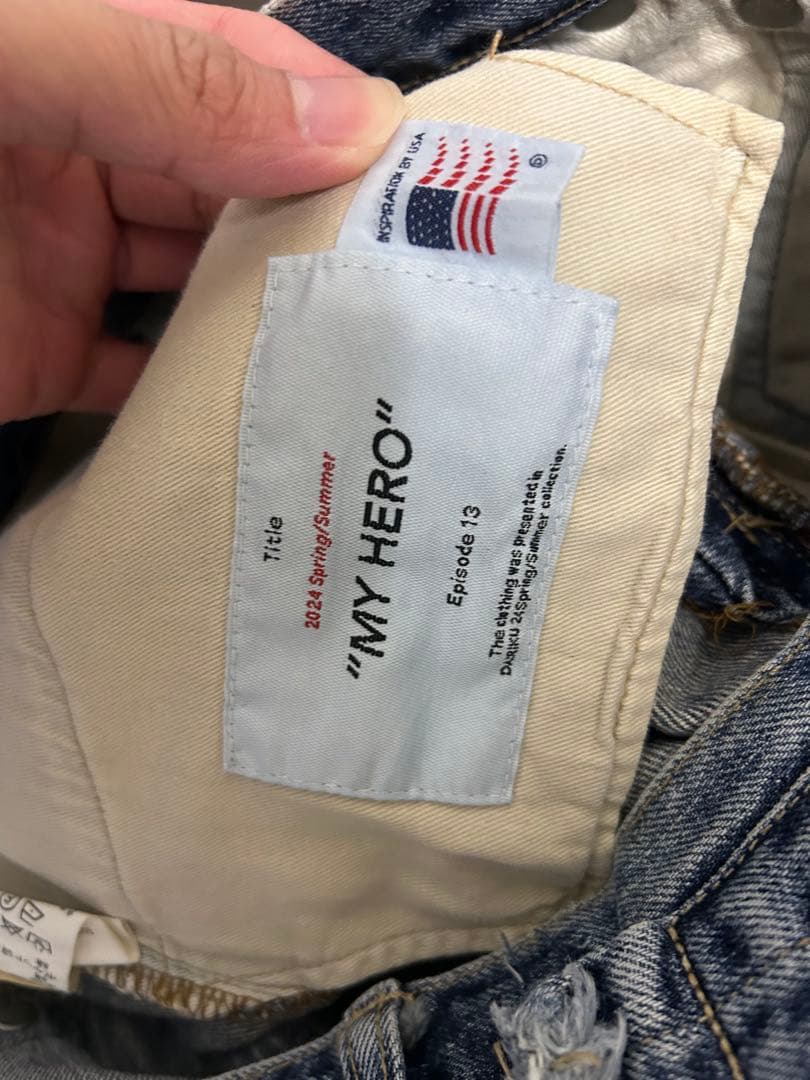 INSPIRATION BY USA
Title
2024 Spring/Summer
"MY HERO"
Episode 13
The clothing was presented in
DAIRIKU 24Spring/Summer collection.